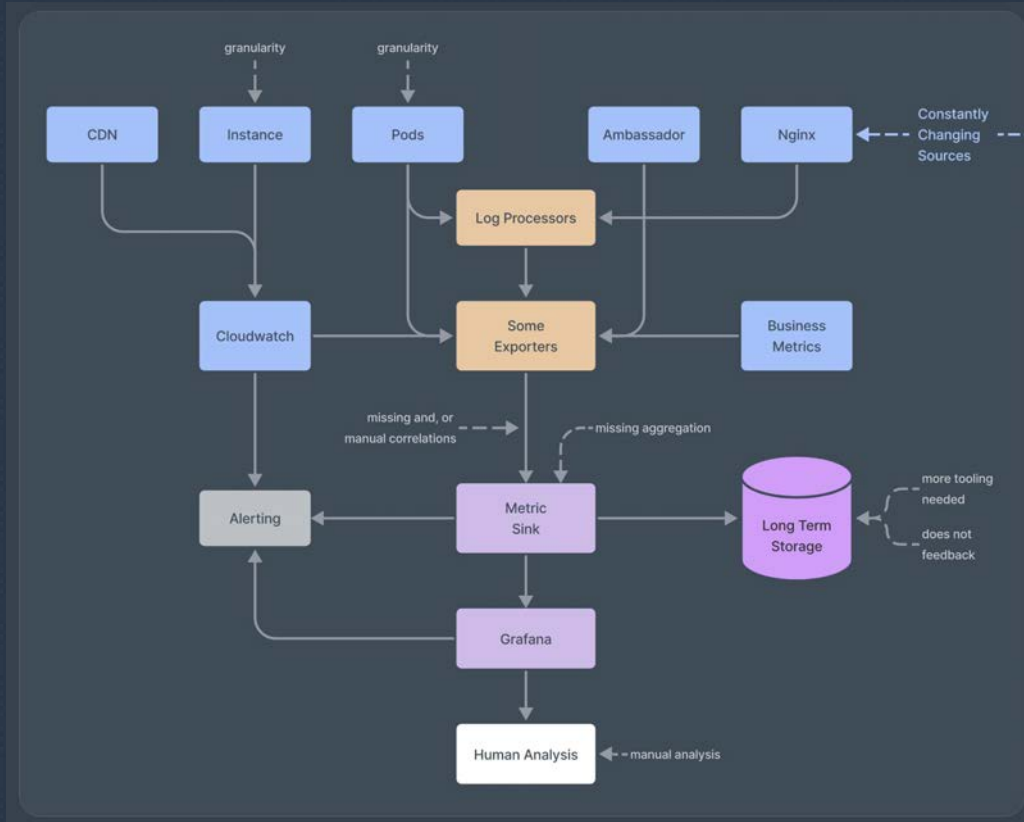 granularity
granularity
CDN
Instance
Pods
Ambassador
Nginx
Constantly
Changing
Sources
Log Processors
Cloudwatch
Some
Exporters
Business
Metrics
missing and, or
manual correlations
missing aggregation
Alerting
Metric
Sink
Long Term
Storage
more tooling
needed
does not
feedback
Grafana
Human Analysis
manual analysis